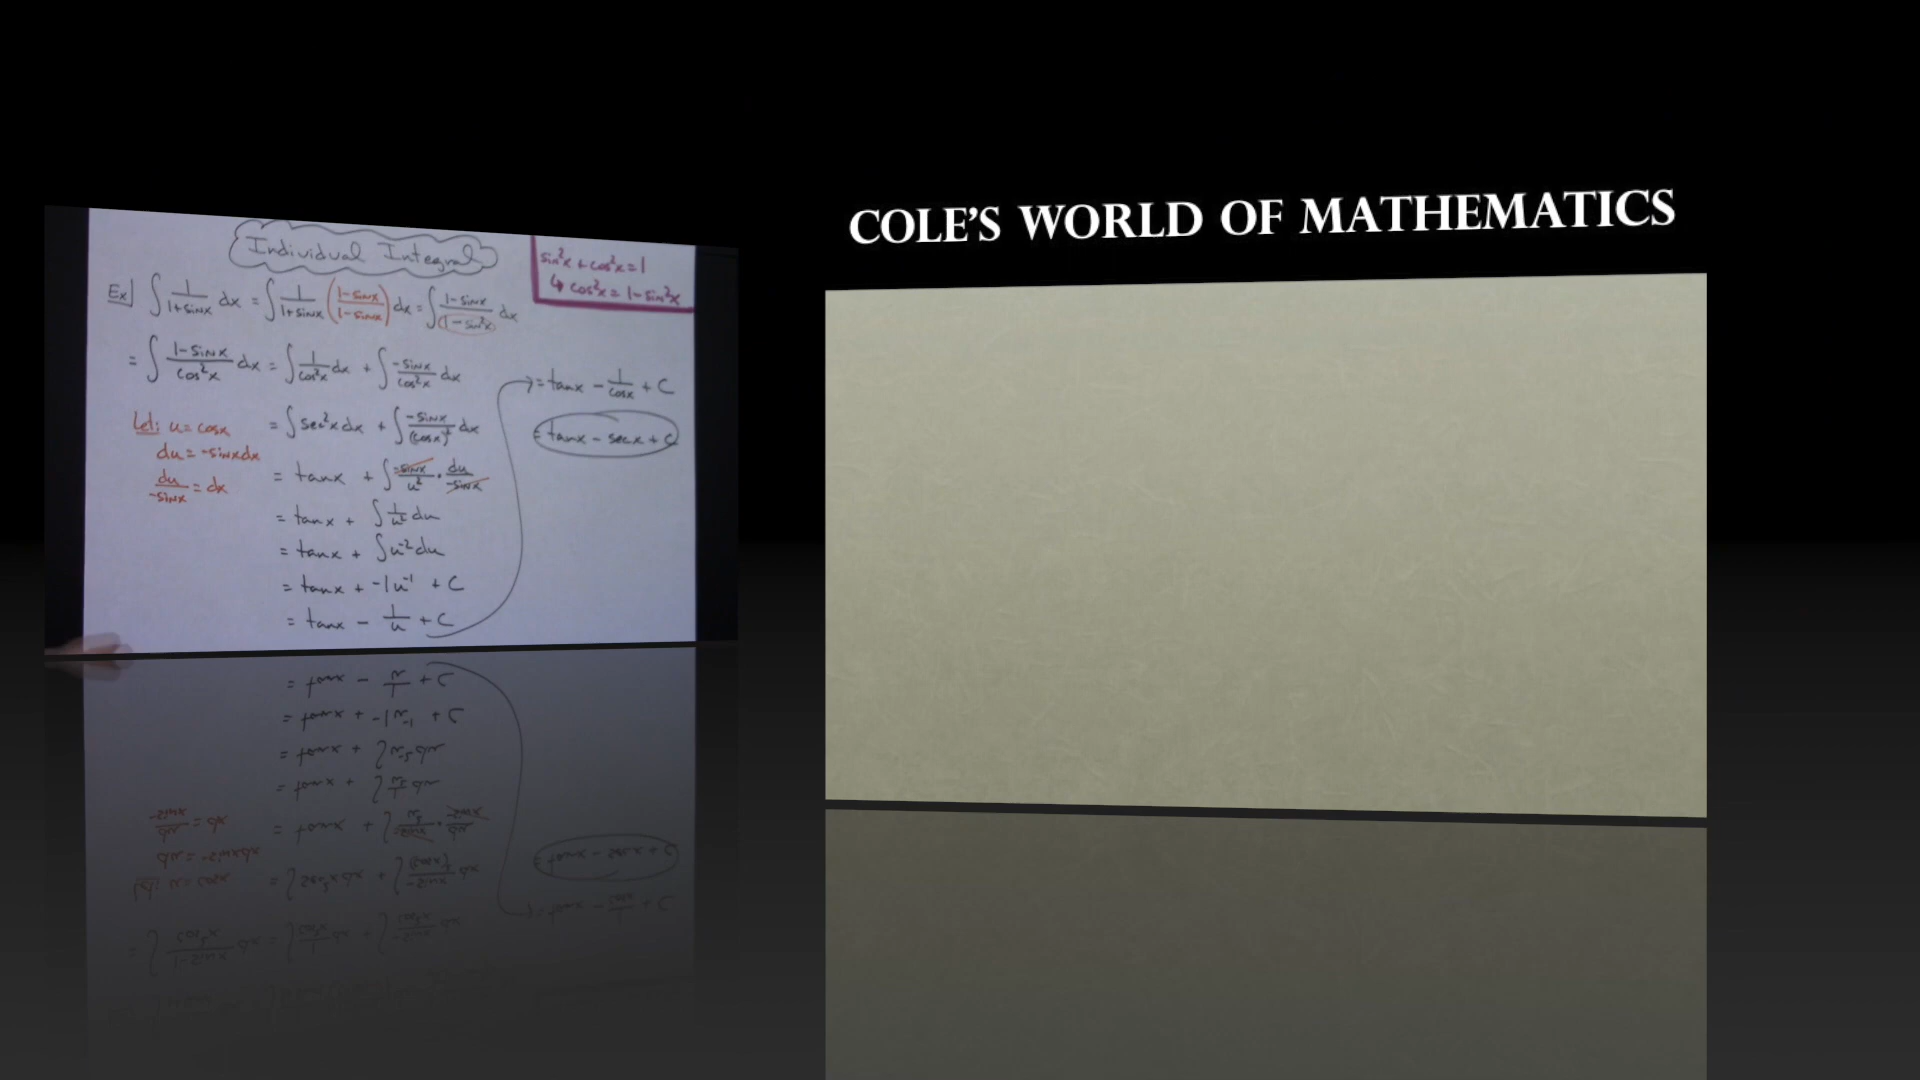 COLE'S WORLD OF MATHEMATICS
Individual Integral
sin²x + cos²x = 1
↳ cos²x = 1 - sin²x
Ex] ∫ 1/(1+sinx) dx = ∫ 1/(1+sinx) ((1-sinx)/(1-sinx)) dx = ∫ (1-sinx)/(1-sin²x) dx
= ∫ (1-sinx)/cos²x dx = ∫ 1/cos²x dx + ∫ -sinx/cos²x dx
Let: u = cosx
du = -sinx dx
du/-sinx = dx
= ∫ sec²x dx + ∫ -sinx/(cosx)² dx
= tanx + ∫ -sinx/u² · du/-sinx
= tanx + ∫ 1/u² du
= tanx + ∫ u⁻² du
= tanx + -1u⁻¹ + C
= tanx - 1/u + C
→ = tanx - 1/cosx + C
= tanx - secx + C